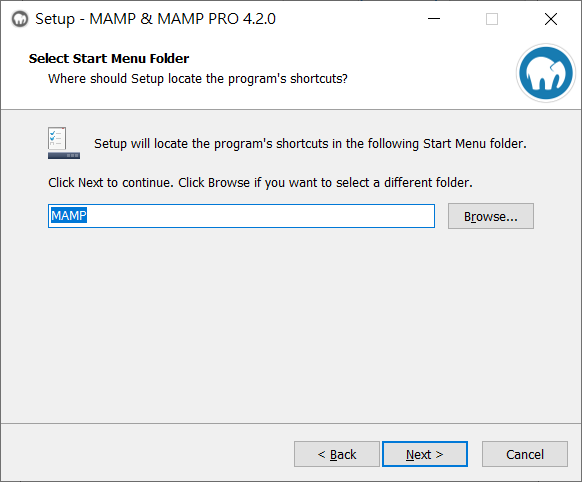 Setup - MAMP & MAMP PRO 4.2.0
Select Start Menu Folder
Where should Setup locate the program's shortcuts?
Setup will locate the program's shortcuts in the following Start Menu folder.
Click Next to continue. Click Browse if you want to select a different folder.
MAMP
Browse...
< Back
Next >
Cancel